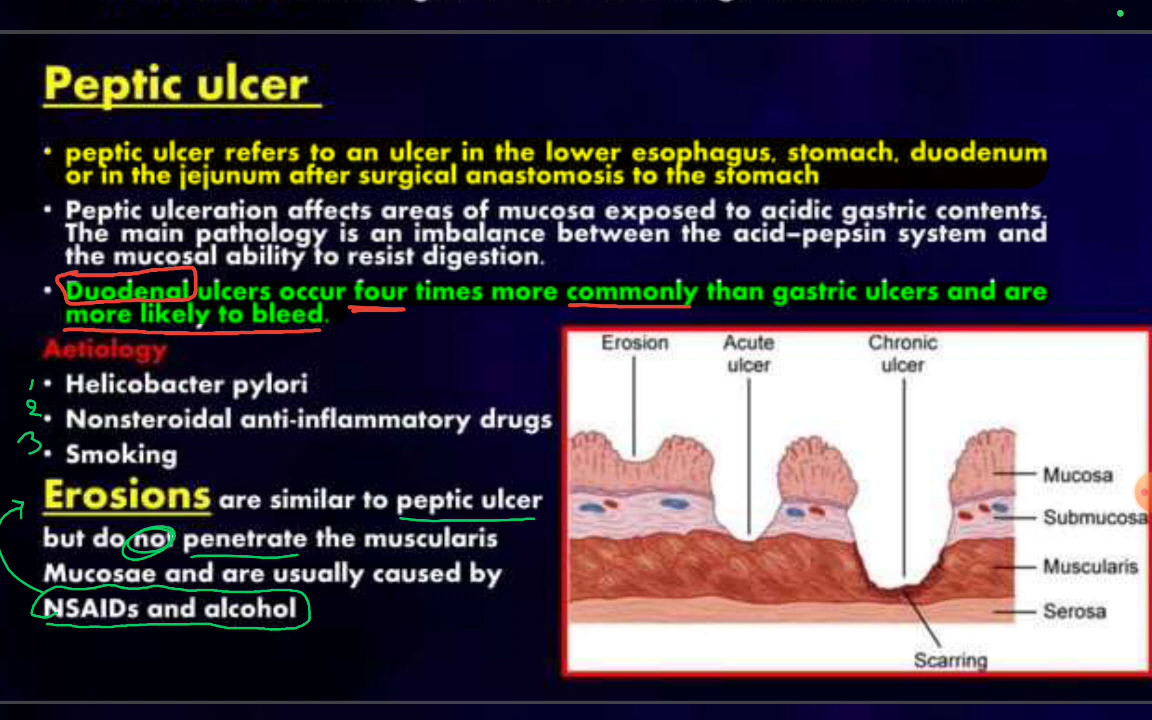 Peptic ulcer
• peptic ulcer refers to an ulcer in the lower esophagus, stomach, duodenum
or in the jejunum after surgical anastomosis to the stomach
• Peptic ulceration affects areas of mucosa exposed to acidic gastric contents.
The main pathology is an imbalance between the acid–pepsin system and
the mucosal ability to resist digestion.
• Duodenal ulcers occur four times more commonly than gastric ulcers and are
more likely to bleed.
Aetiology
1 • Helicobacter pylori
2 • Nonsteroidal anti-inflammatory drugs
3 • Smoking
Erosions are similar to peptic ulcer
but do not penetrate the muscularis
Mucosae and are usually caused by
NSAIDs and alcohol
Erosion
Acute
ulcer
Chronic
ulcer
Mucosa
Submucosa
Muscularis
Serosa
Scarring